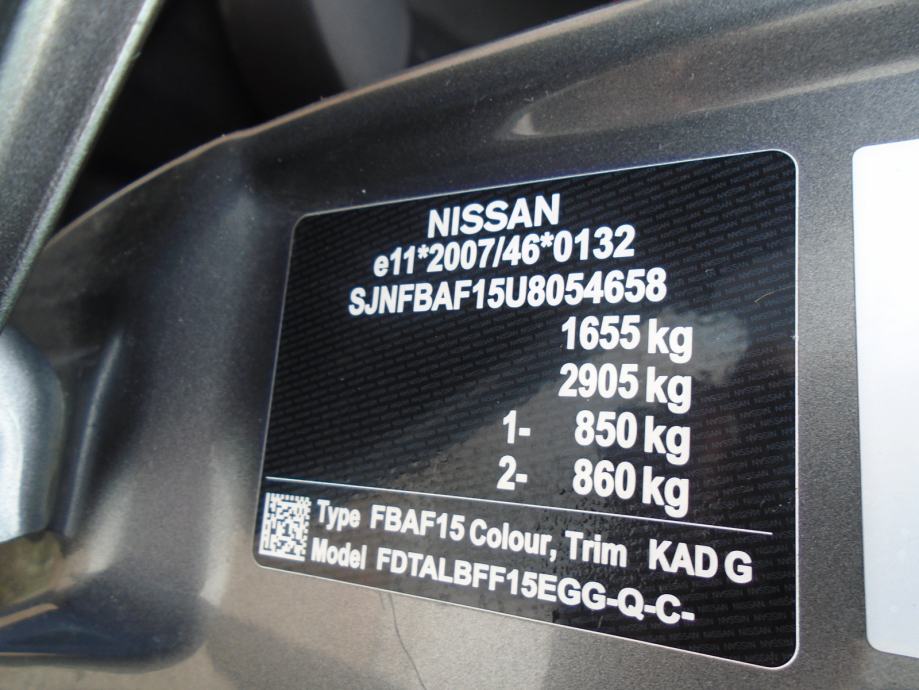 NISSAN
e11*2007/46*0132
SJNFBAF15U8054658
1655 kg
2905 kg
1- 850 kg
2- 860 kg
Type FBAF15 Colour, Trim KAD G
Model FDTALBFF15EGG-Q-C-